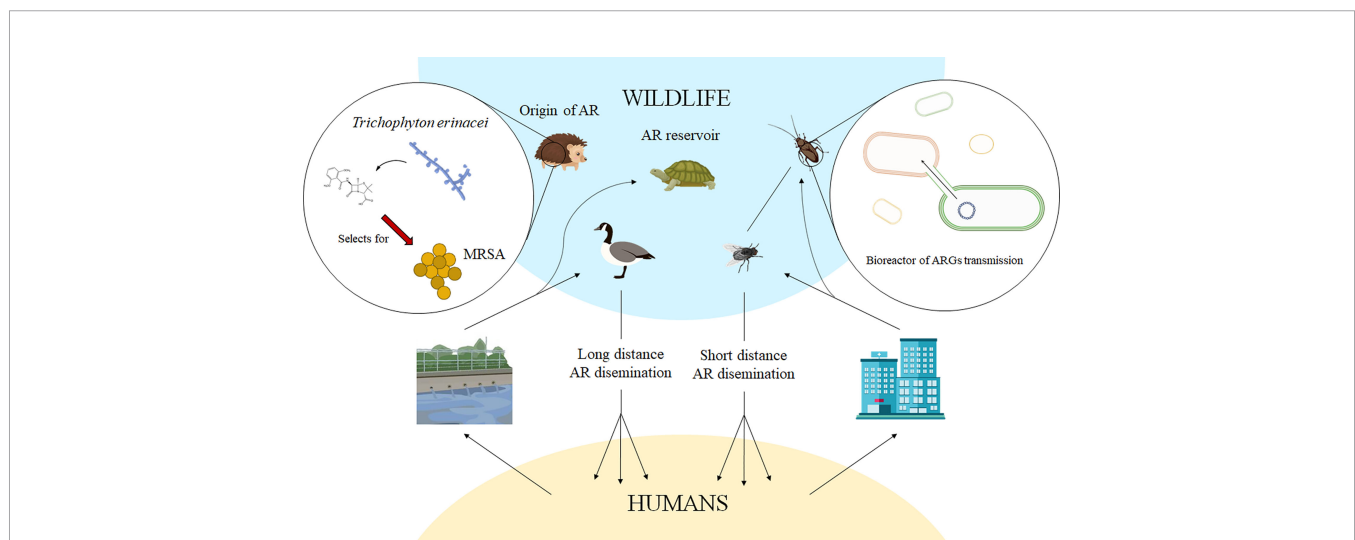 WILDLIFE
Origin of AR
Trichophyton erinacei
AR reservoir
Selects for
MRSA
Bioreactor of ARGs transmission
Long distance
AR disemination
Short distance
AR disemination
HUMANS